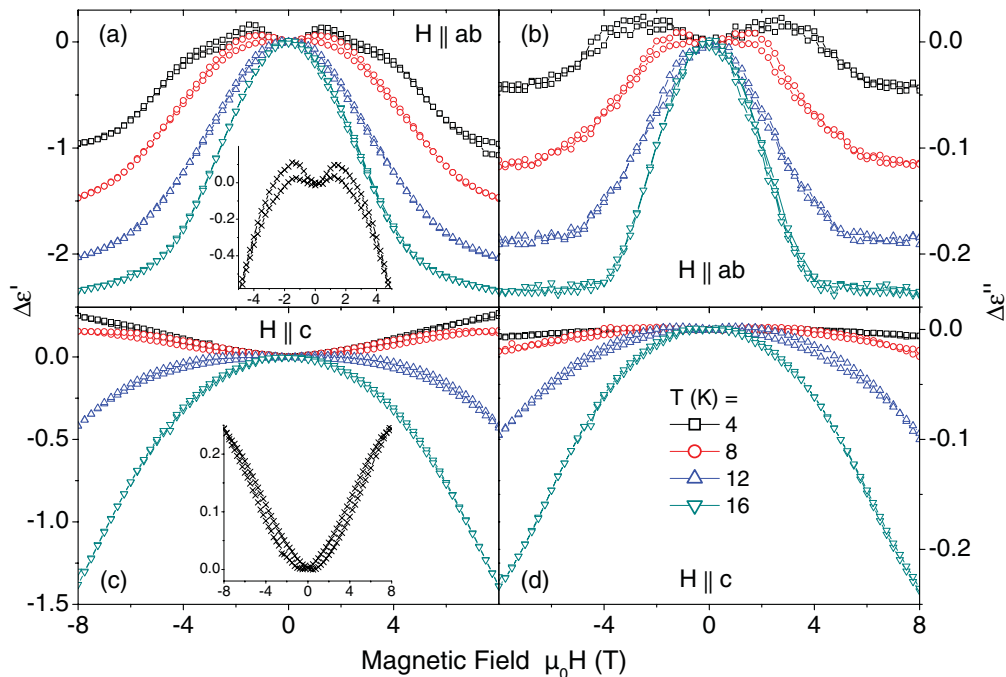 (a)
H || ab
(b)
0
-1
-2
0.0
-0.1
-0.2
0.0
-0.2
-0.4
-4 -2 0 2 4
H || ab
Δε'
Δε''
H || c
0.0
-0.5
-1.0
-1.5
0.2
0.1
0.0
-8 -4 0 4 8
(c)
T (K) =
4
8
12
16
0.0
-0.1
-0.2
H || c
(d)
-8 -4 0 4
-8 -4 0 4 8
Magnetic Field μ₀H (T)